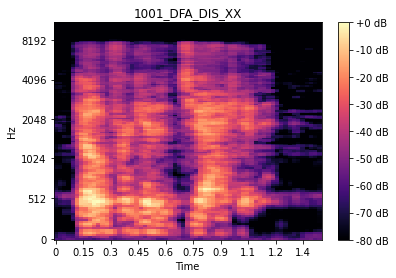 1001_DFA_DIS_XX
+0 dB
8192
-10 dB
4096
-20 dB
-30 dB
2048
Hz
-40 dB
1024
-50 dB
512
-60 dB
-70 dB
0
-80 dB
0 0.15 0.3 0.45 0.6 0.75 0.9 1.1 1.2 1.4
Time